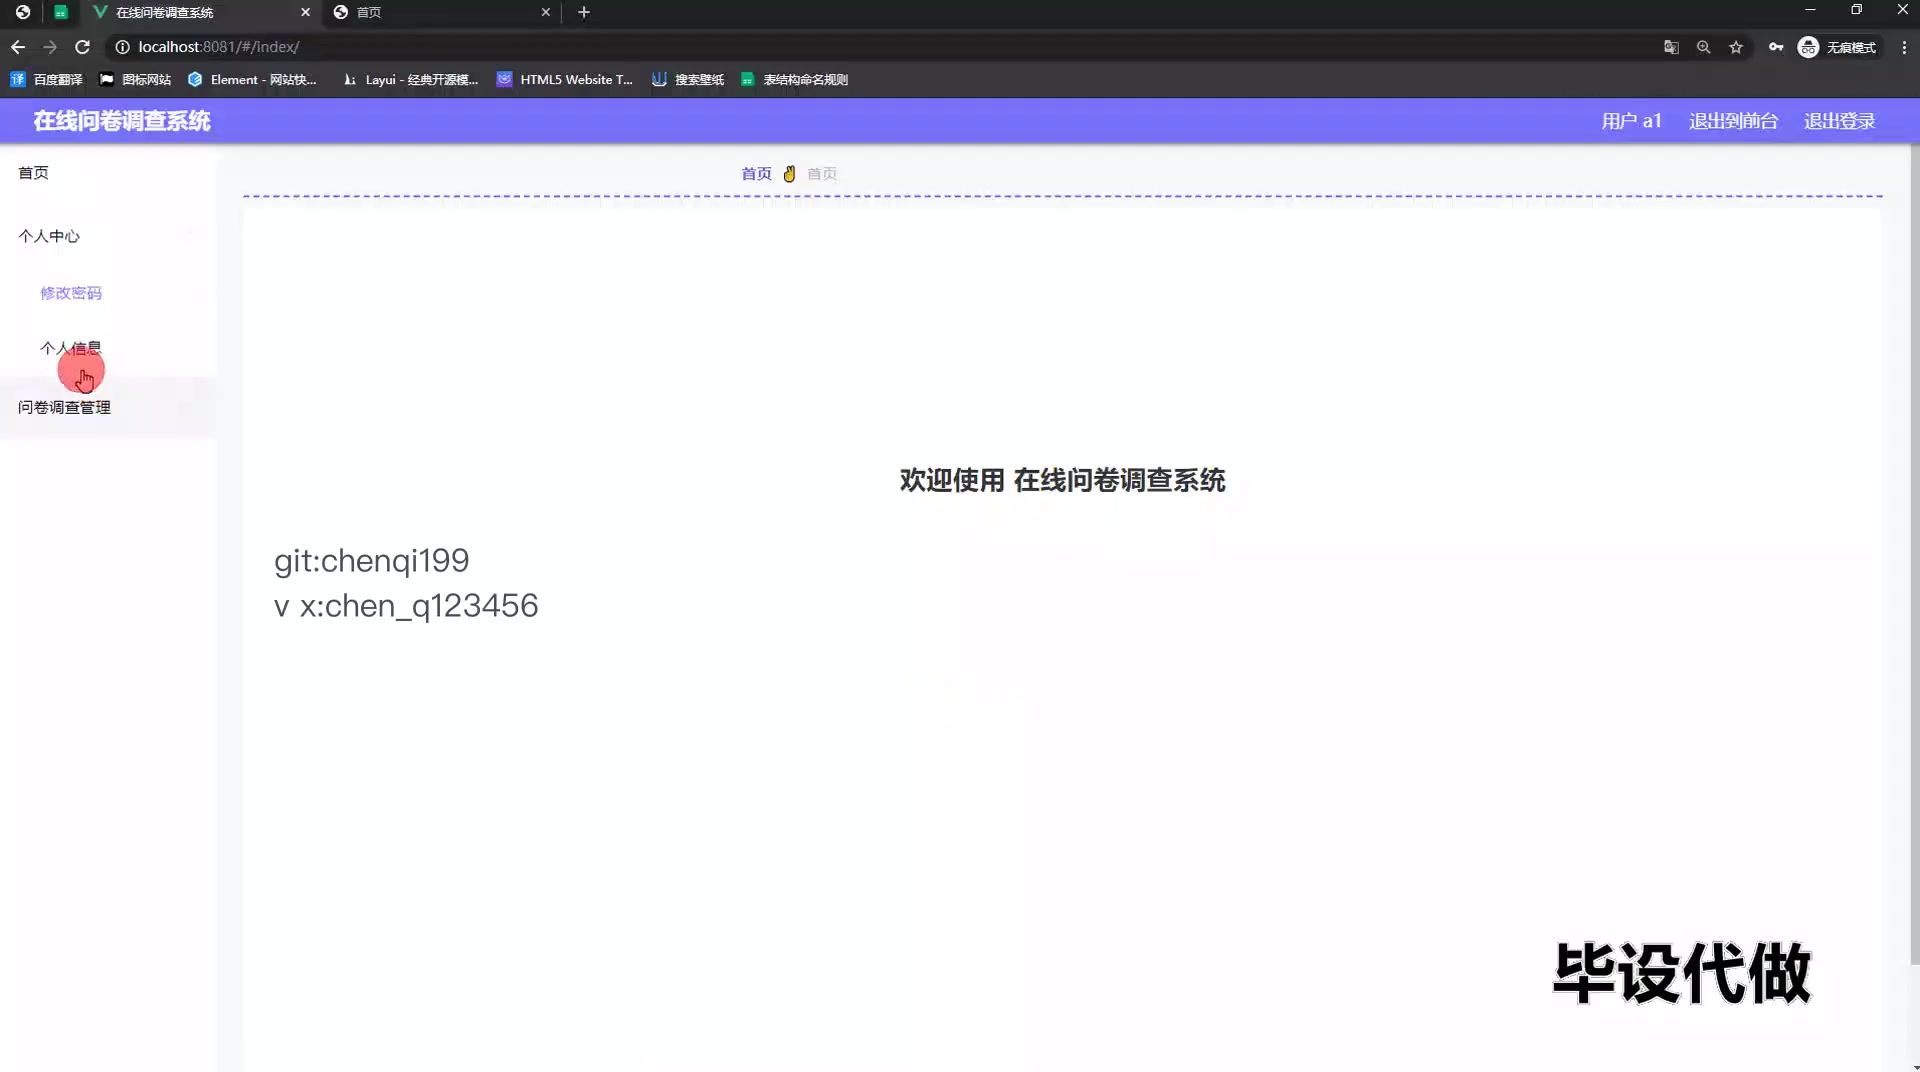 在线问卷调查系统
首页
localhost:8081/#/index/
无痕模式
百度翻译
图标网站
Element - 网站快...
Layui - 经典开源模...
HTML5 Website T...
搜索壁纸
表结构命名规则
在线问卷调查系统
用户 a1
退出到前台
退出登录
首页
个人中心
修改密码
个人信息
问卷调查管理
首页 ✌ 首页
欢迎使用 在线问卷调查系统
git:chenqi199
v x:chen_q123456
毕设代做